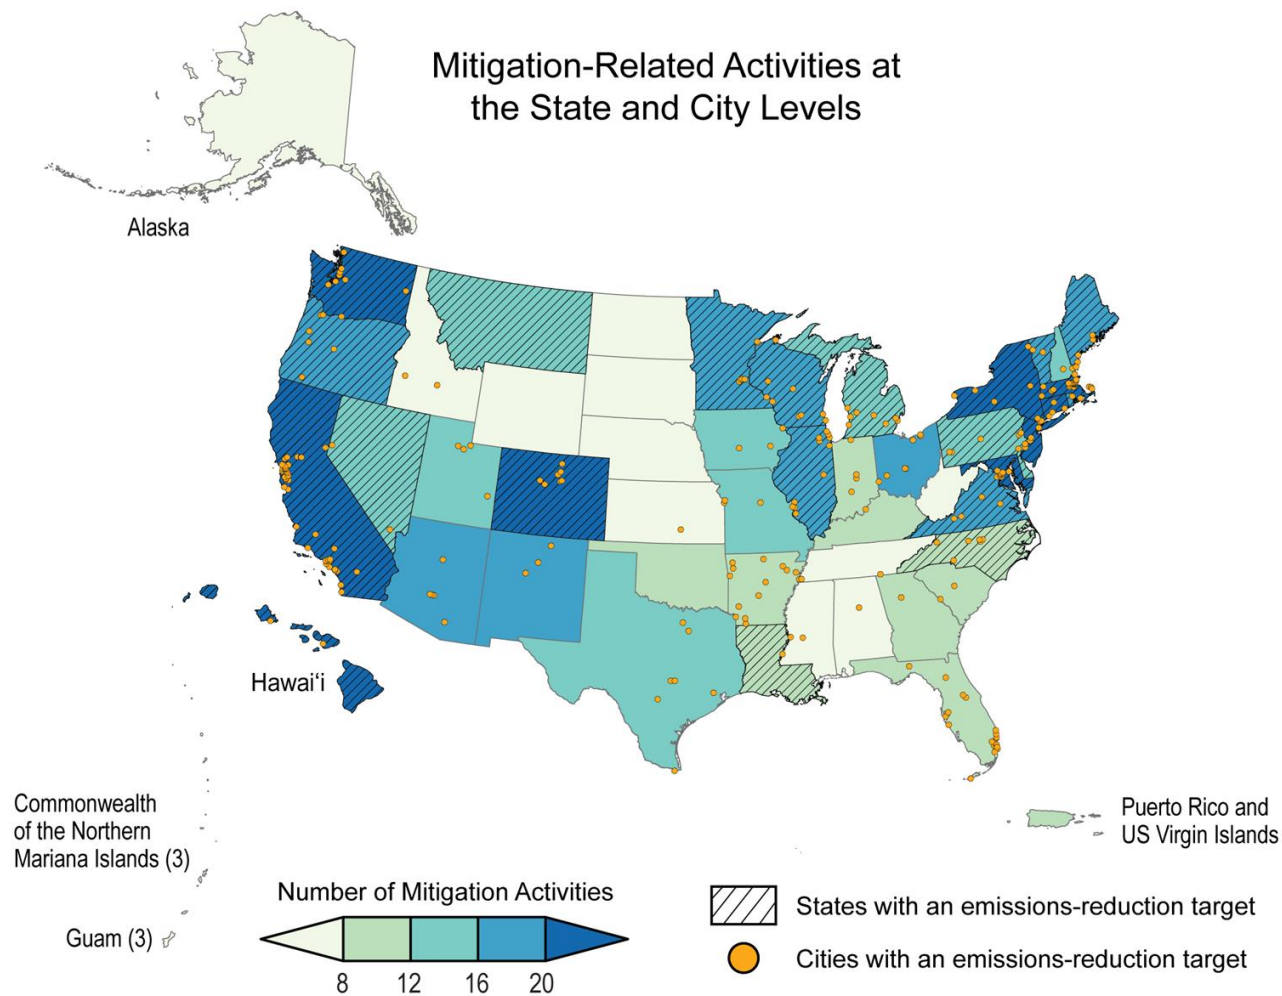 Mitigation-Related Activities at
the State and City Levels
Alaska
Hawaiʻi
Commonwealth
of the Northern
Mariana Islands (3)
Guam (3)
Puerto Rico and
US Virgin Islands
Number of Mitigation Activities
8 12 16 20
States with an emissions-reduction target
Cities with an emissions-reduction target